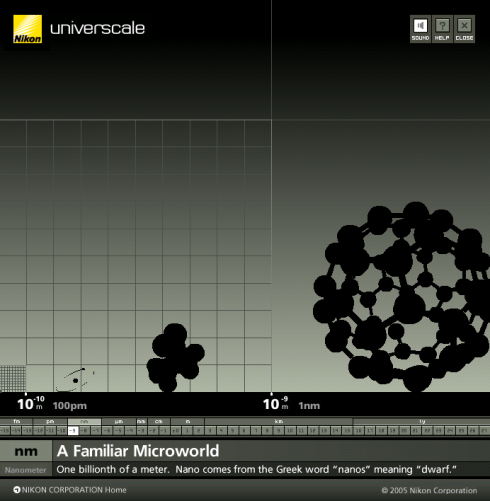 Nikon
universcale
SOUND HELP CLOSE
10-10 m 100pm
10-9 m 1nm
fm pm nm μm mm cm m km ly
nm
A Familiar Microworld
Nanometer
One billionth of a meter. Nano comes from the Greek word “nanos” meaning “dwarf.”
NIKON CORPORATION Home
© 2005 Nikon Corporation